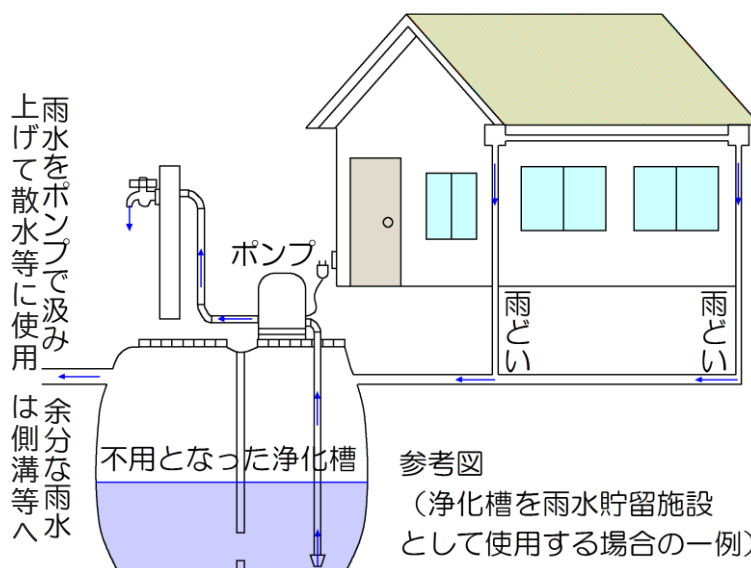 雨水をポンプで汲み
上げて散水等に使用
余分な雨水
は側溝等へ
ポンプ
雨どい
雨どい
不用となった浄化槽
参考図
（浄化槽を雨水貯留施設
として使用する場合の一例）